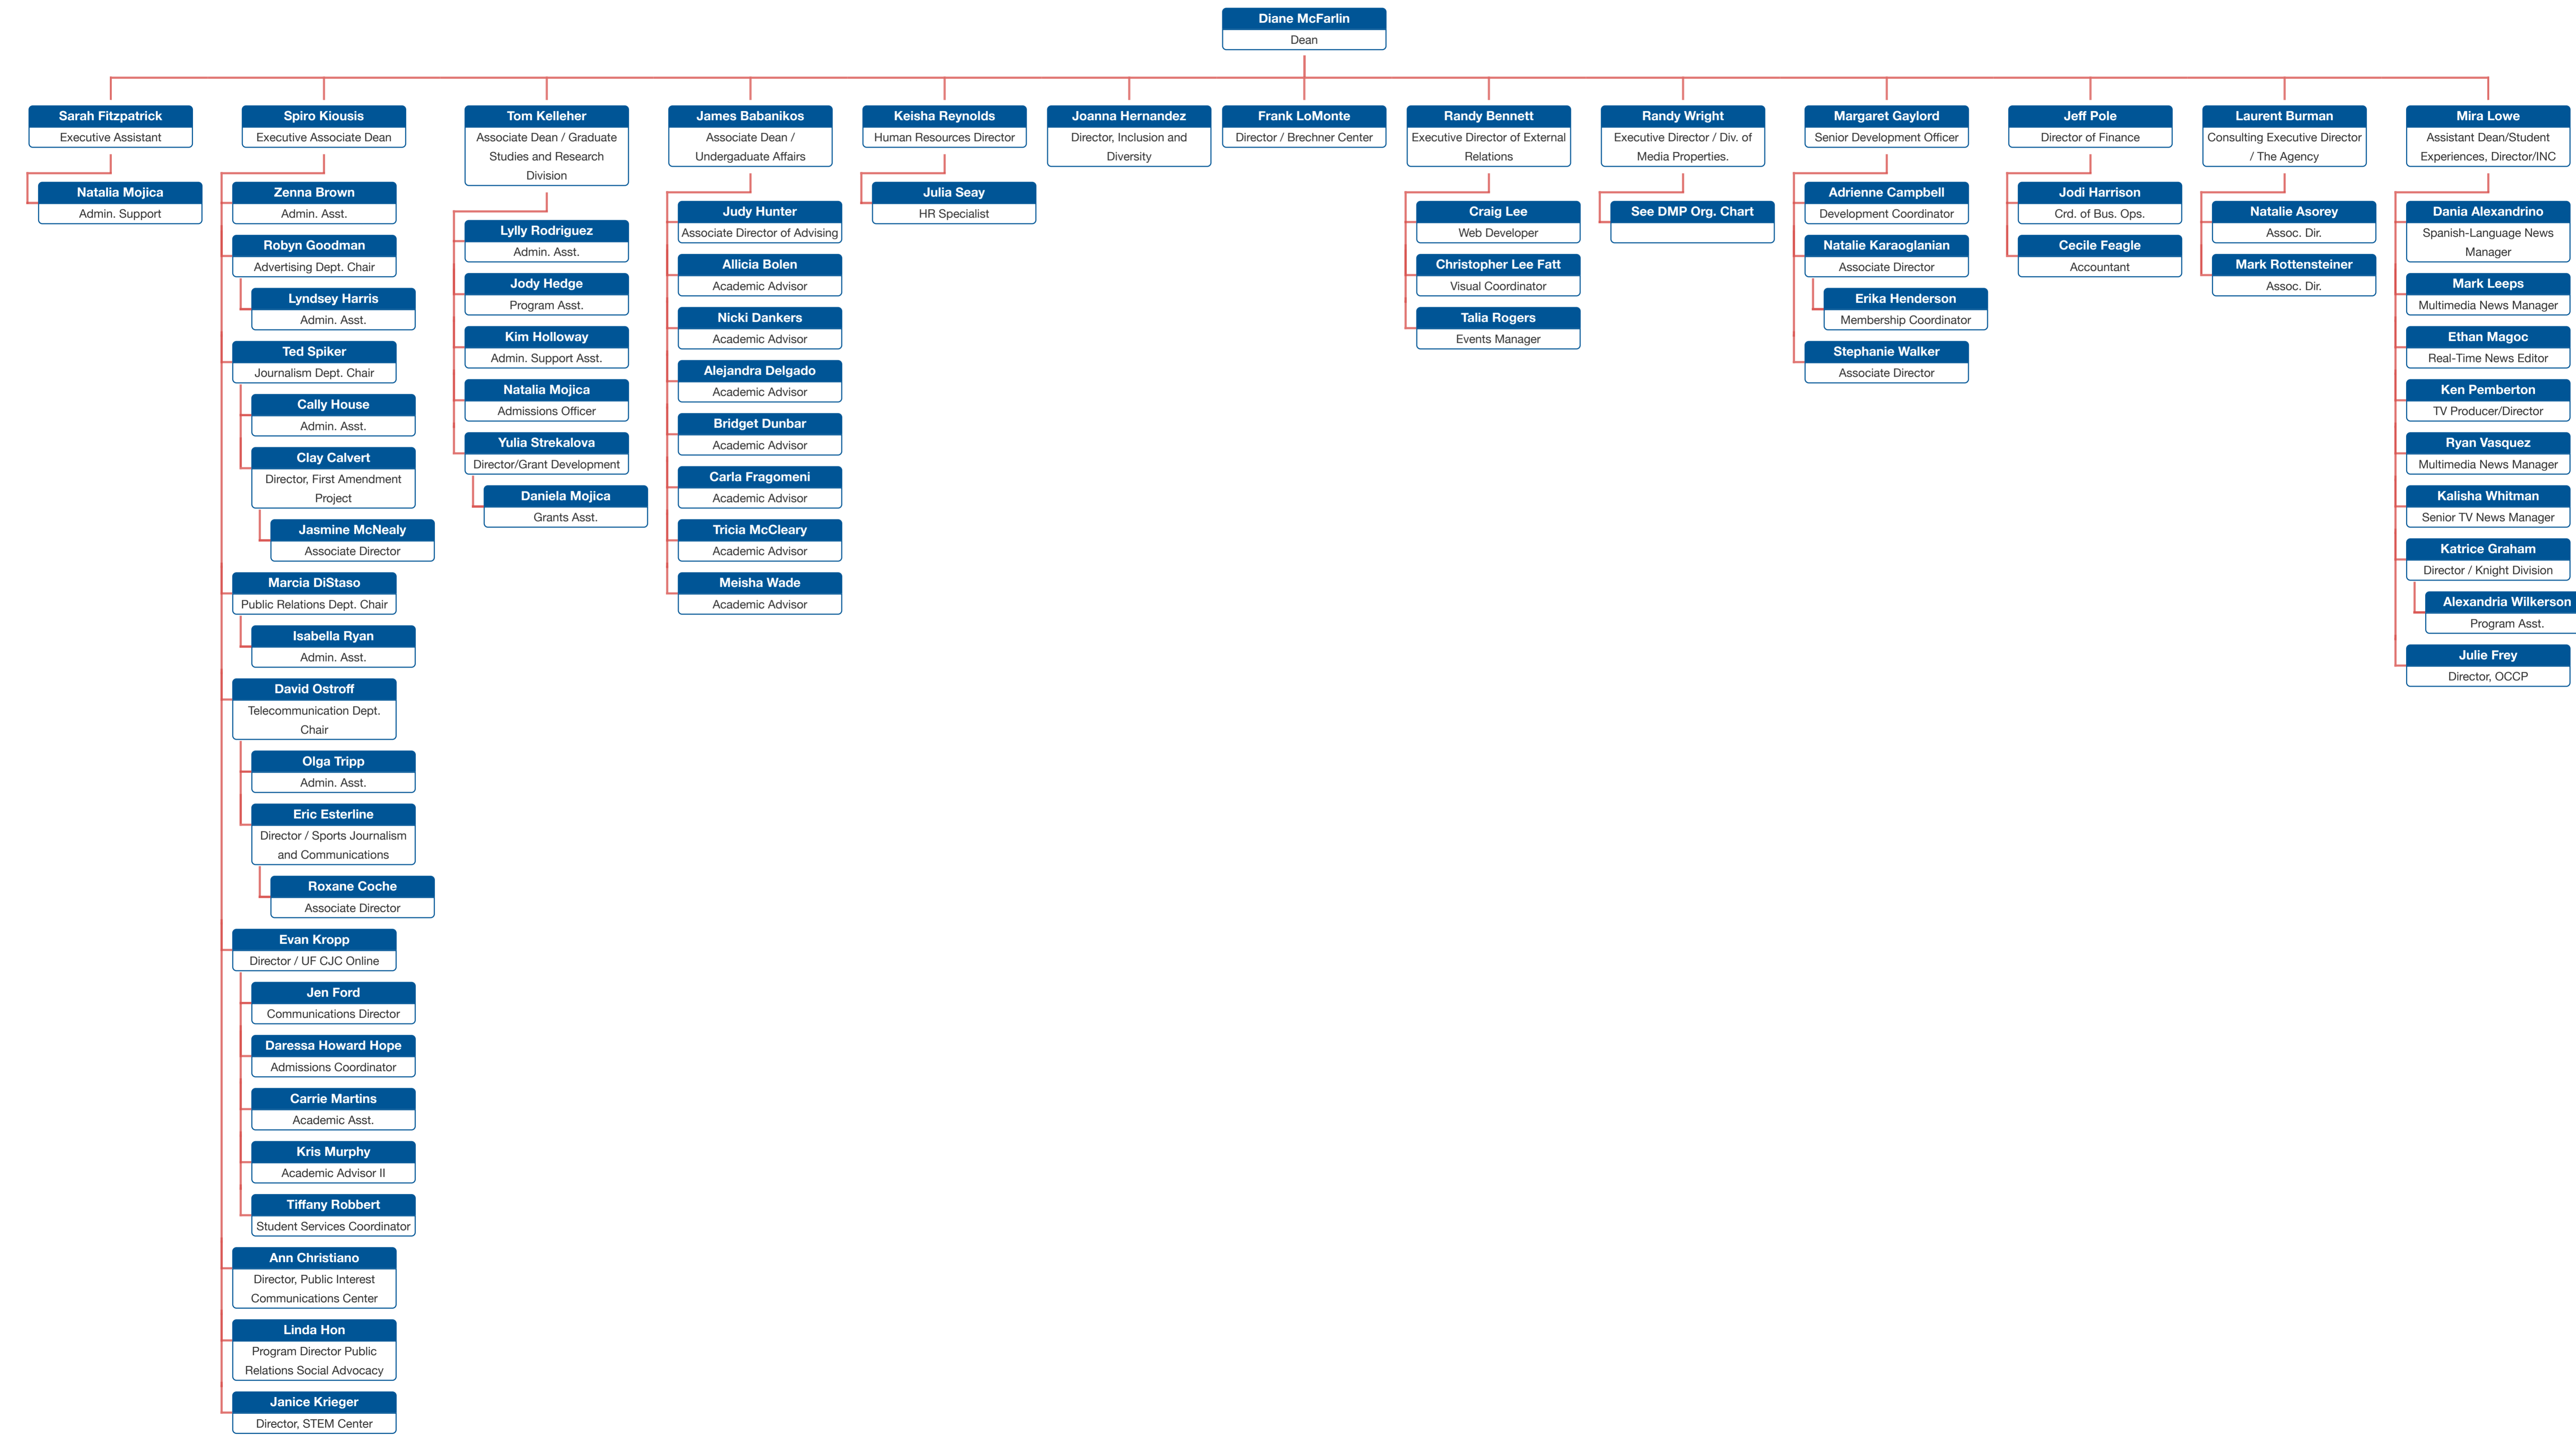 Diane McFarlin
Dean
Sarah Fitzpatrick
Executive Assistant
Natalia Mojica
Admin. Support
Spiro Kiousis
Executive Associate Dean
Zenna Brown
Admin. Asst.
Robyn Goodman
Advertising Dept. Chair
Lyndsey Harris
Admin. Asst.
Ted Spiker
Journalism Dept. Chair
Cally House
Admin. Asst.
Clay Calvert
Director, First Amendment
Project
Jasmine McNealy
Associate Director
Marcia DiStaso
Public Relations Dept. Chair
Isabella Ryan
Admin. Asst.
David Ostroff
Telecommunication Dept.
Chair
Olga Tripp
Admin. Asst.
Eric Esterline
Director / Sports Journalism
and Communications
Roxane Coche
Associate Director
Evan Kropp
Director / UF CJC Online
Jen Ford
Communications Director
Daressa Howard Hope
Admissions Coordinator
Carrie Martins
Academic Asst.
Kris Murphy
Academic Advisor II
Tiffany Robbert
Student Services Coordinator
Ann Christiano
Director, Public Interest
Communications Center
Linda Hon
Program Director Public
Relations Social Advocacy
Janice Krieger
Director, STEM Center
Tom Kelleher
Associate Dean / Graduate
Studies and Research
Division
Lylly Rodriguez
Admin. Asst.
Jody Hedge
Program Asst.
Kim Holloway
Admin. Support Asst.
Natalia Mojica
Admissions Officer
Yulia Strekalova
Director/Grant Development
Daniela Mojica
Grants Asst.
James Babanikos
Associate Dean /
Undergaduate Affairs
Judy Hunter
Associate Director of Advising
Allicia Bolen
Academic Advisor
Nicki Dankers
Academic Advisor
Alejandra Delgado
Academic Advisor
Bridget Dunbar
Academic Advisor
Carla Fragomeni
Academic Advisor
Tricia McCleary
Academic Advisor
Meisha Wade
Academic Advisor
Keisha Reynolds
Human Resources Director
Julia Seay
HR Specialist
Joanna Hernandez
Director, Inclusion and
Diversity
Frank LoMonte
Director / Brechner Center
Randy Bennett
Executive Director of External
Relations
Craig Lee
Web Developer
Christopher Lee Fatt
Visual Coordinator
Talia Rogers
Events Manager
Randy Wright
Executive Director / Div. of
Media Properties.
See DMP Org. Chart
Margaret Gaylord
Senior Development Officer
Adrienne Campbell
Development Coordinator
Natalie Karaoglanian
Associate Director
Erika Henderson
Membership Coordinator
Stephanie Walker
Associate Director
Jeff Pole
Director of Finance
Jodi Harrison
Crd. of Bus. Ops.
Cecile Feagle
Accountant
Laurent Burman
Consulting Executive Director
/ The Agency
Natalie Asorey
Assoc. Dir.
Mark Rottensteiner
Assoc. Dir.
Mira Lowe
Assistant Dean/Student
Experiences, Director/INC
Dania Alexandrino
Spanish-Language News
Manager
Mark Leeps
Multimedia News Manager
Ethan Magoc
Real-Time News Editor
Ken Pemberton
TV Producer/Director
Ryan Vasquez
Multimedia News Manager
Kalisha Whitman
Senior TV News Manager
Katrice Graham
Director / Knight Division
Alexandria Wilkerson
Program Asst.
Julie Frey
Director, OCCP